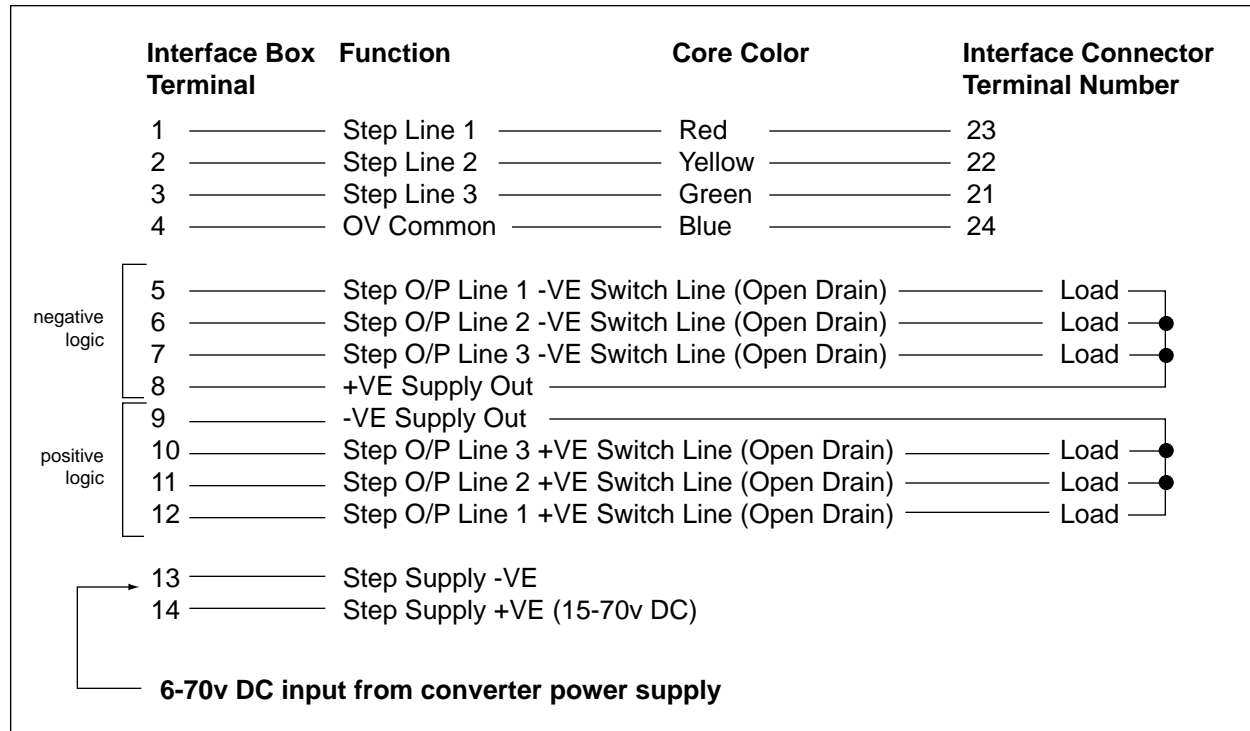 Interface Box Function Core Color Interface Connector
Terminal Terminal Number
1 Step Line 1 Red 23
2 Step Line 2 Yellow 22
3 Step Line 3 Green 21
4 OV Common Blue 24
negative
logic
5 Step O/P Line 1 -VE Switch Line (Open Drain) Load
6 Step O/P Line 2 -VE Switch Line (Open Drain) Load
7 Step O/P Line 3 -VE Switch Line (Open Drain) Load
8 +VE Supply Out
positive
logic
9 -VE Supply Out
10 Step O/P Line 3 +VE Switch Line (Open Drain) Load
11 Step O/P Line 2 +VE Switch Line (Open Drain) Load
12 Step O/P Line 1 +VE Switch Line (Open Drain) Load
13 Step Supply -VE
14 Step Supply +VE (15-70v DC)
6-70v DC input from converter power supply